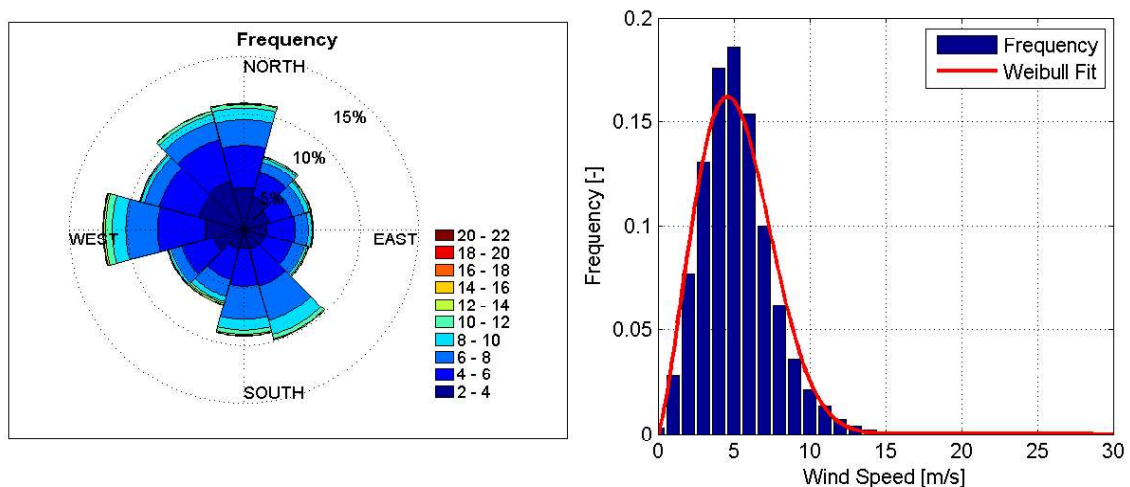 Frequency
NORTH
15%
10%
5%
WEST
EAST
SOUTH
20 - 22
18 - 20
16 - 18
14 - 16
12 - 14
10 - 12
8 - 10
6 - 8
4 - 6
2 - 4
0.2
0.15
0.1
0.05
0
Frequency [-]
Frequency
Weibull Fit
0 5 10 15 20 25 30
Wind Speed [m/s]